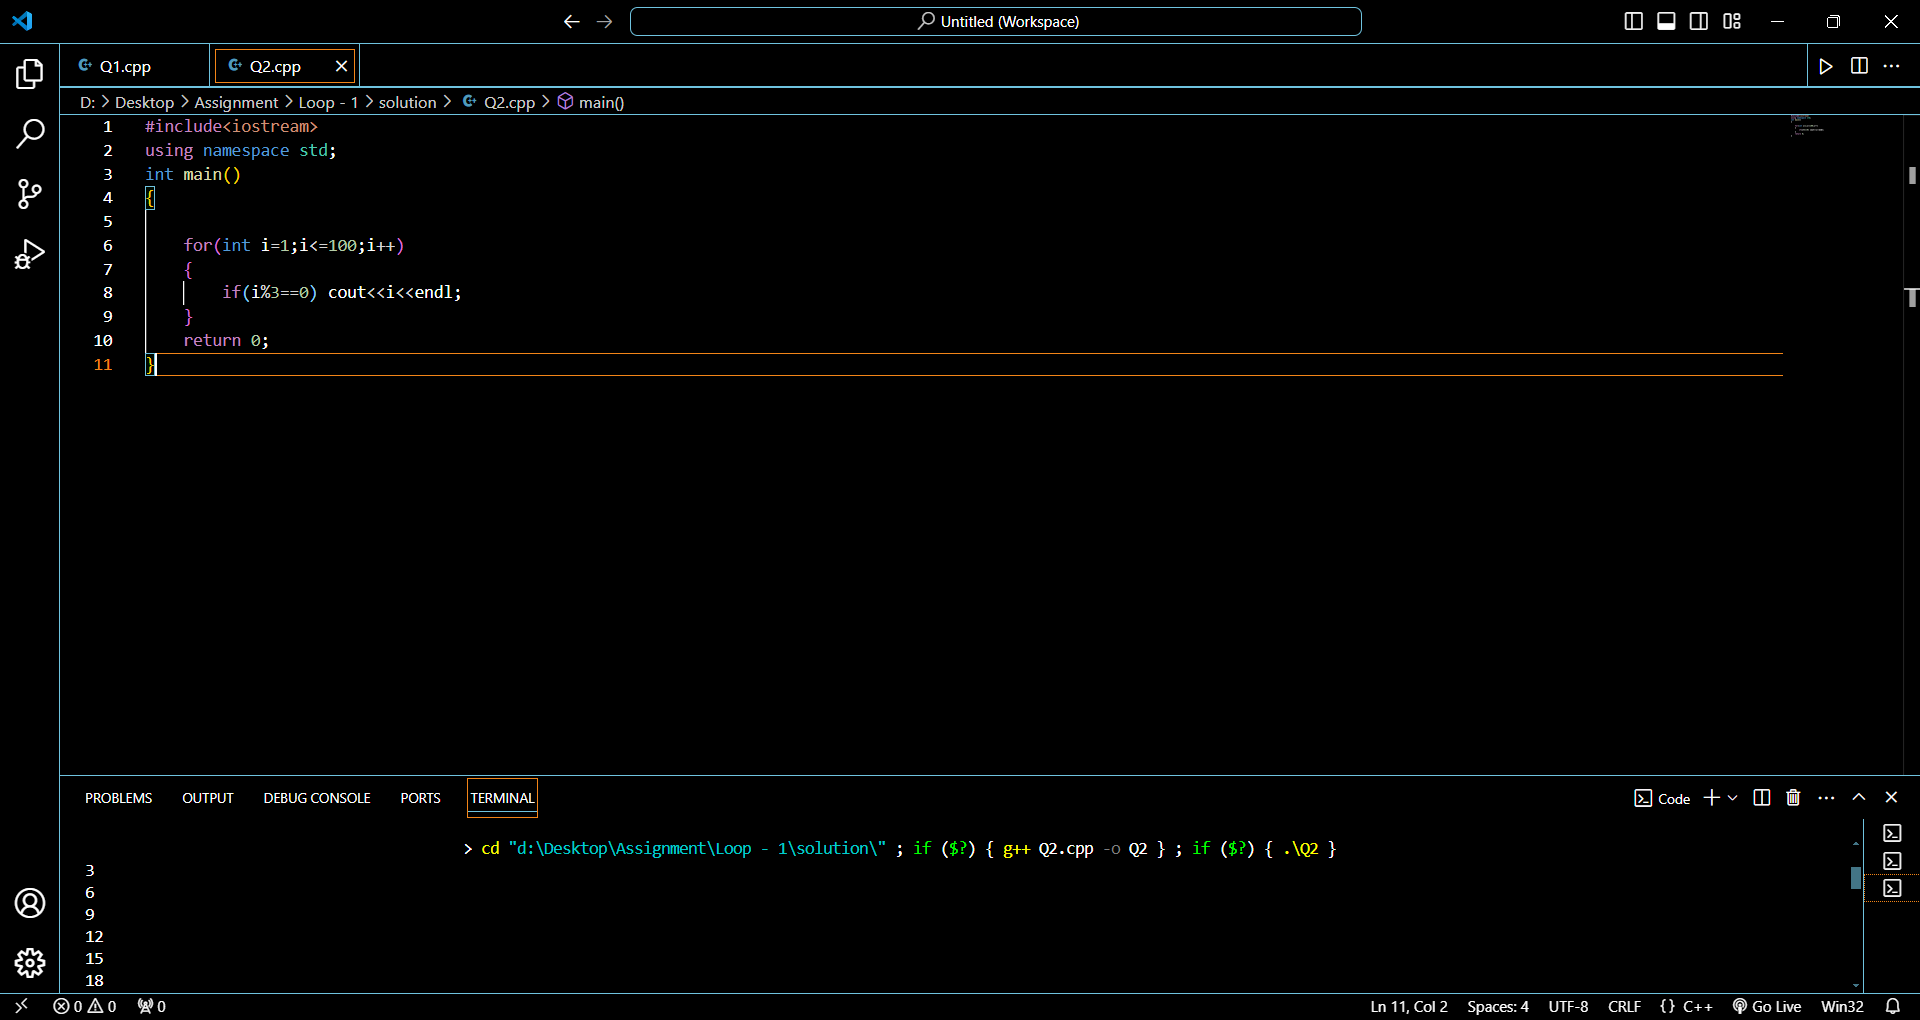 Untitled (Workspace)
Q1.cpp
Q2.cpp
D: > Desktop > Assignment > Loop - 1 > solution > Q2.cpp > main()
1 #include<iostream>
2 using namespace std;
3 int main()
4 {
5
6 for(int i=1;i<=100;i++)
7 {
8 if(i%3==0) cout<<i<<endl;
9 }
10 return 0;
11 }
PROBLEMS OUTPUT DEBUG CONSOLE PORTS TERMINAL
Code
> cd "d:\Desktop\Assignment\Loop - 1\solution\" ; if ($?) { g++ Q2.cpp -o Q2 } ; if ($?) { .\Q2 }
3
6
9
12
15
18
0 0 0 Ln 11, Col 2 Spaces: 4 UTF-8 CRLF {} C++ Go Live Win32